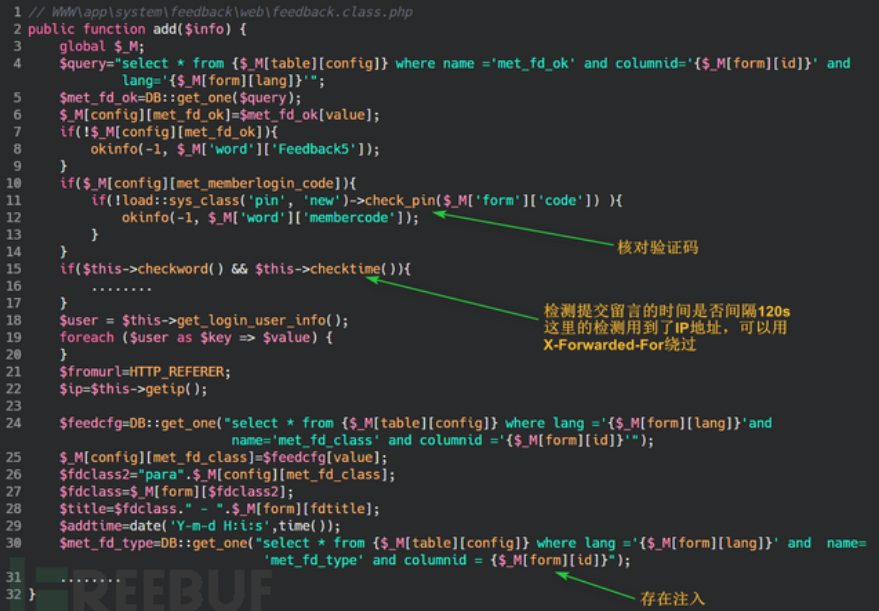 1 // WWW\app\system\feedback\web\feedback.class.php
2 public function add($info) {
3 global $_M;
4 $query="select * from {$_M[table][config]} where name ='met_fd_ok' and columnid='{$_M[form][id]}' and
lang='{$_M[form][lang]}'";
5 $met_fd_ok=DB::get_one($query);
6 $_M[config][met_fd_ok]=$met_fd_ok[value];
7 if(!$_M[config][met_fd_ok]){
8 okinfo(-1, $_M['word']['Feedback5']);
9 }
10 if($_M[config][met_memberlogin_code]){
11 if(!load::sys_class('pin', 'new')->check_pin($_M['form']['code']) ){
12 okinfo(-1, $_M['word']['membercode']);
13 }
核对验证码
14 }
15 if($this->checkword() && $this->checktime()){
16 ........
17 }
检测提交留言的时间是否间隔120s
这里的检测用到了IP地址，可以用
X-Forwarded-For绕过
18 $user = $this->get_login_user_info();
19 foreach ($user as $key => $value) {
20 }
21 $fromurl=HTTP_REFERER;
22 $ip=$this->getip();
23
24 $feedcfg=DB::get_one("select * from {$_M[table][config]} where lang ='{$_M[form][lang]}'and
name='met_fd_class' and columnid ='{$_M[form][id]}'");
25 $_M[config][met_fd_class]=$feedcfg[value];
26 $fdclass2="para".$_M[config][met_fd_class];
27 $fdclass=$_M[form][$fdclass2];
28 $title=$fdclass." - ".$_M[form][fdtitle];
29 $addtime=date('Y-m-d H:i:s',time());
30 $met_fd_type=DB::get_one("select * from {$_M[table][config]} where lang ='{$_M[form][lang]}' and name=
'met_fd_type' and columnid = {$_M[form][id]}");
31 ........
32 }
存在注入
FREEBUF